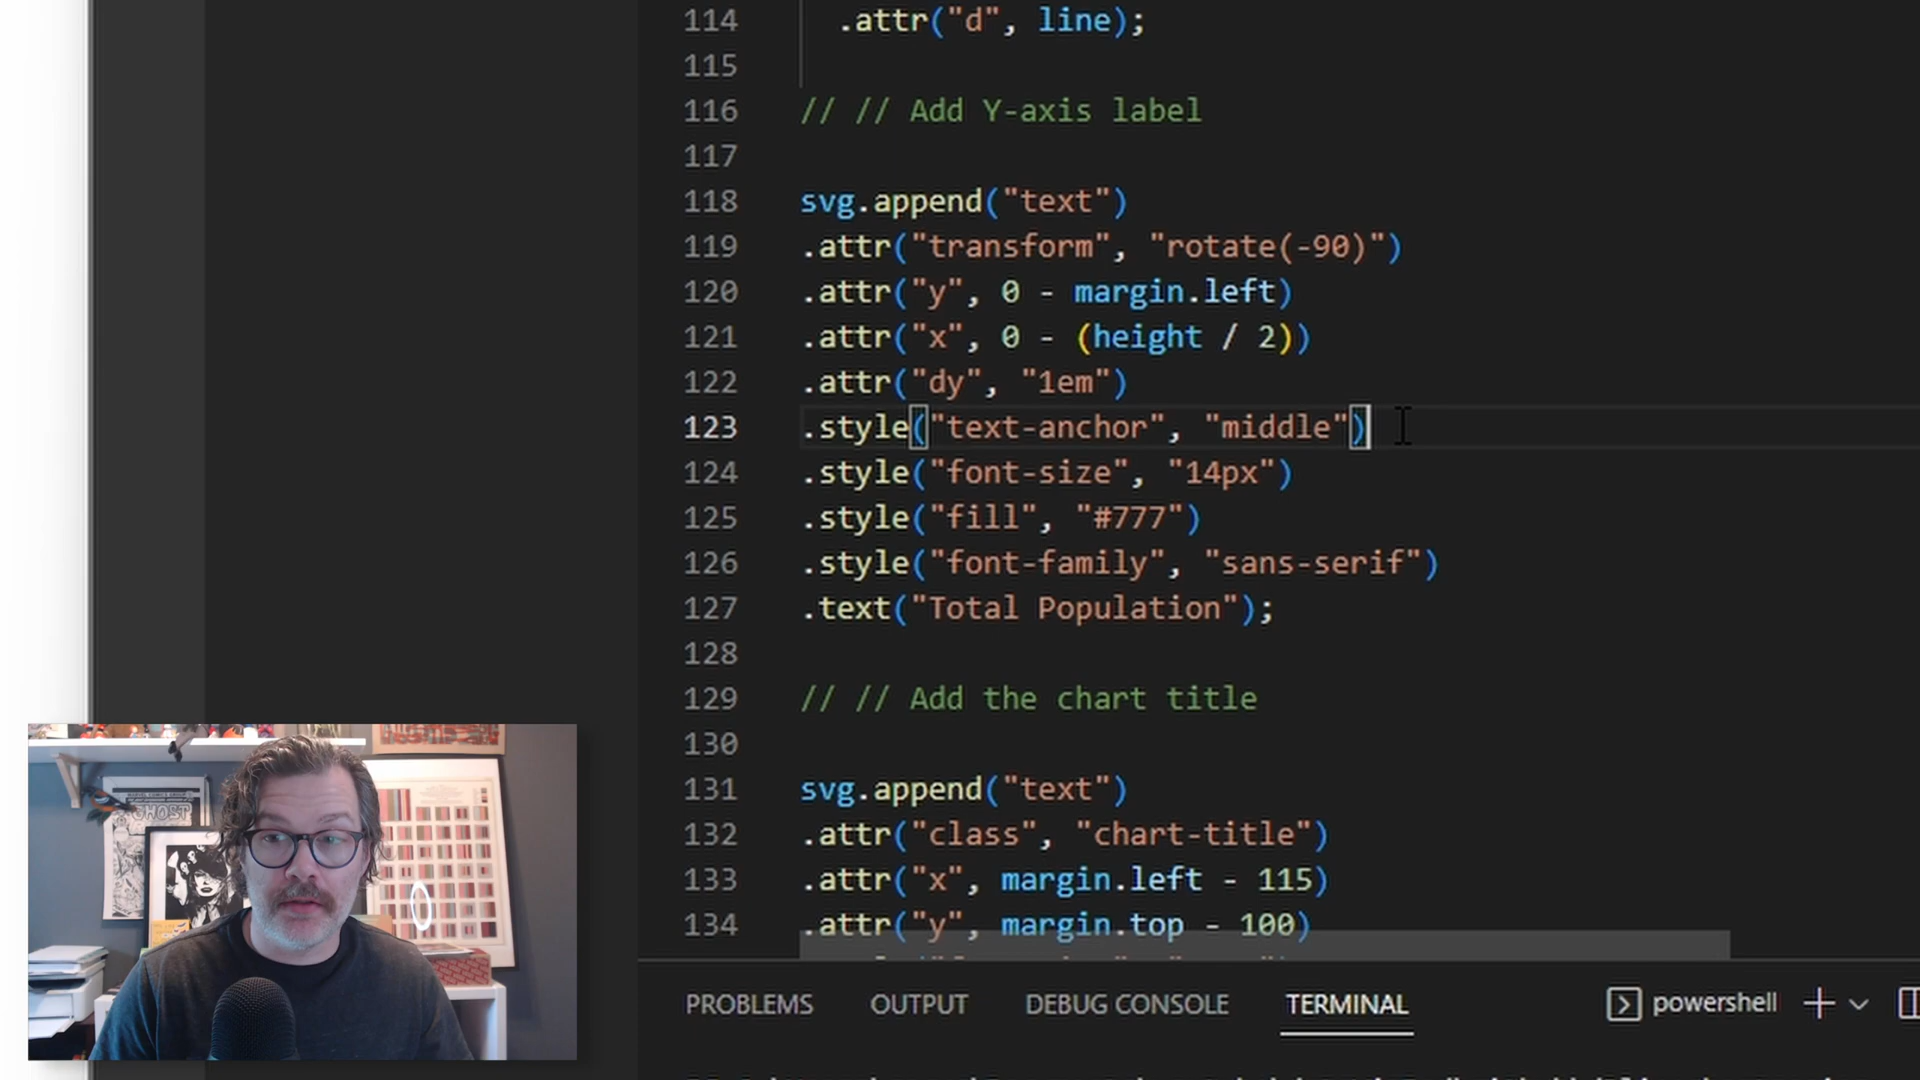 114 .attr("d", line);
115
116 // // Add Y-axis label
117
118 svg.append("text")
119 .attr("transform", "rotate(-90)")
120 .attr("y", 0 - margin.left)
121 .attr("x", 0 - (height / 2))
122 .attr("dy", "1em")
123 .style("text-anchor", "middle")
124 .style("font-size", "14px")
125 .style("fill", "#777")
126 .style("font-family", "sans-serif")
127 .text("Total Population");
128
129 // // Add the chart title
130
131 svg.append("text")
132 .attr("class", "chart-title")
133 .attr("x", margin.left - 115)
134 .attr("y", margin.top - 100)
PROBLEMS OUTPUT DEBUG CONSOLE TERMINAL powershell
GHOST